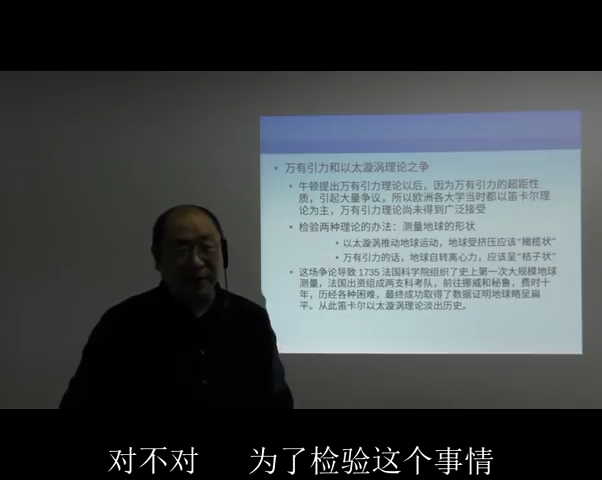 万有引力和以太漩涡理论之争
牛顿提出万有引力理论以后，因为万有引力的超距性
质，引起大量争议，所以欧洲各大学当时都以笛卡尔理
论为主，万有引力理论尚未得到广泛接受
检验两种理论的办法：测量地球的形状
以太漩涡推动地球运动，地球受挤压应该“橄榄状”
万有引力的话，地球自转离心力，应该呈“桔子状”
这场争论导致 1735 法国科学院组织了史上第一次大规模地球
测量，法国出资组成两支科考队，前往挪威和秘鲁，费时十
年，历经各种困难，最终成功取得了数据证明地球略呈扁
平。从此笛卡尔以太漩涡理论淡出历史。
对不对 为了检验这个事情